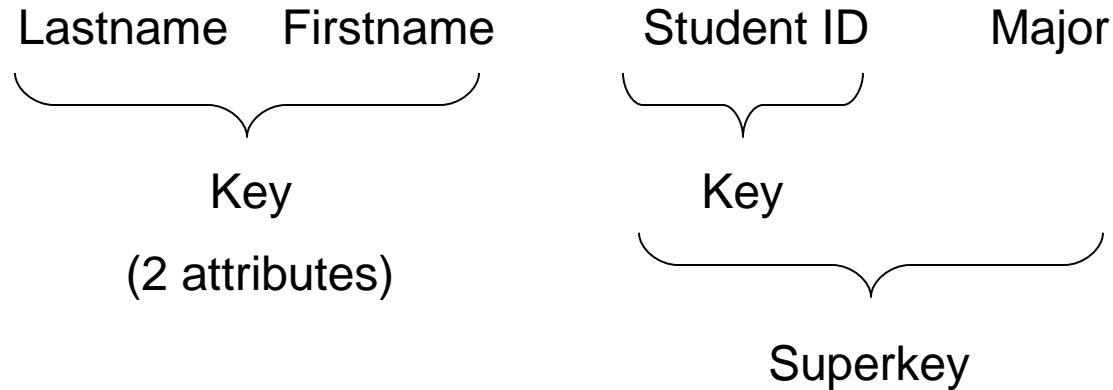 Lastname Firstname Student ID Major
Key Key
(2 attributes)
Superkey